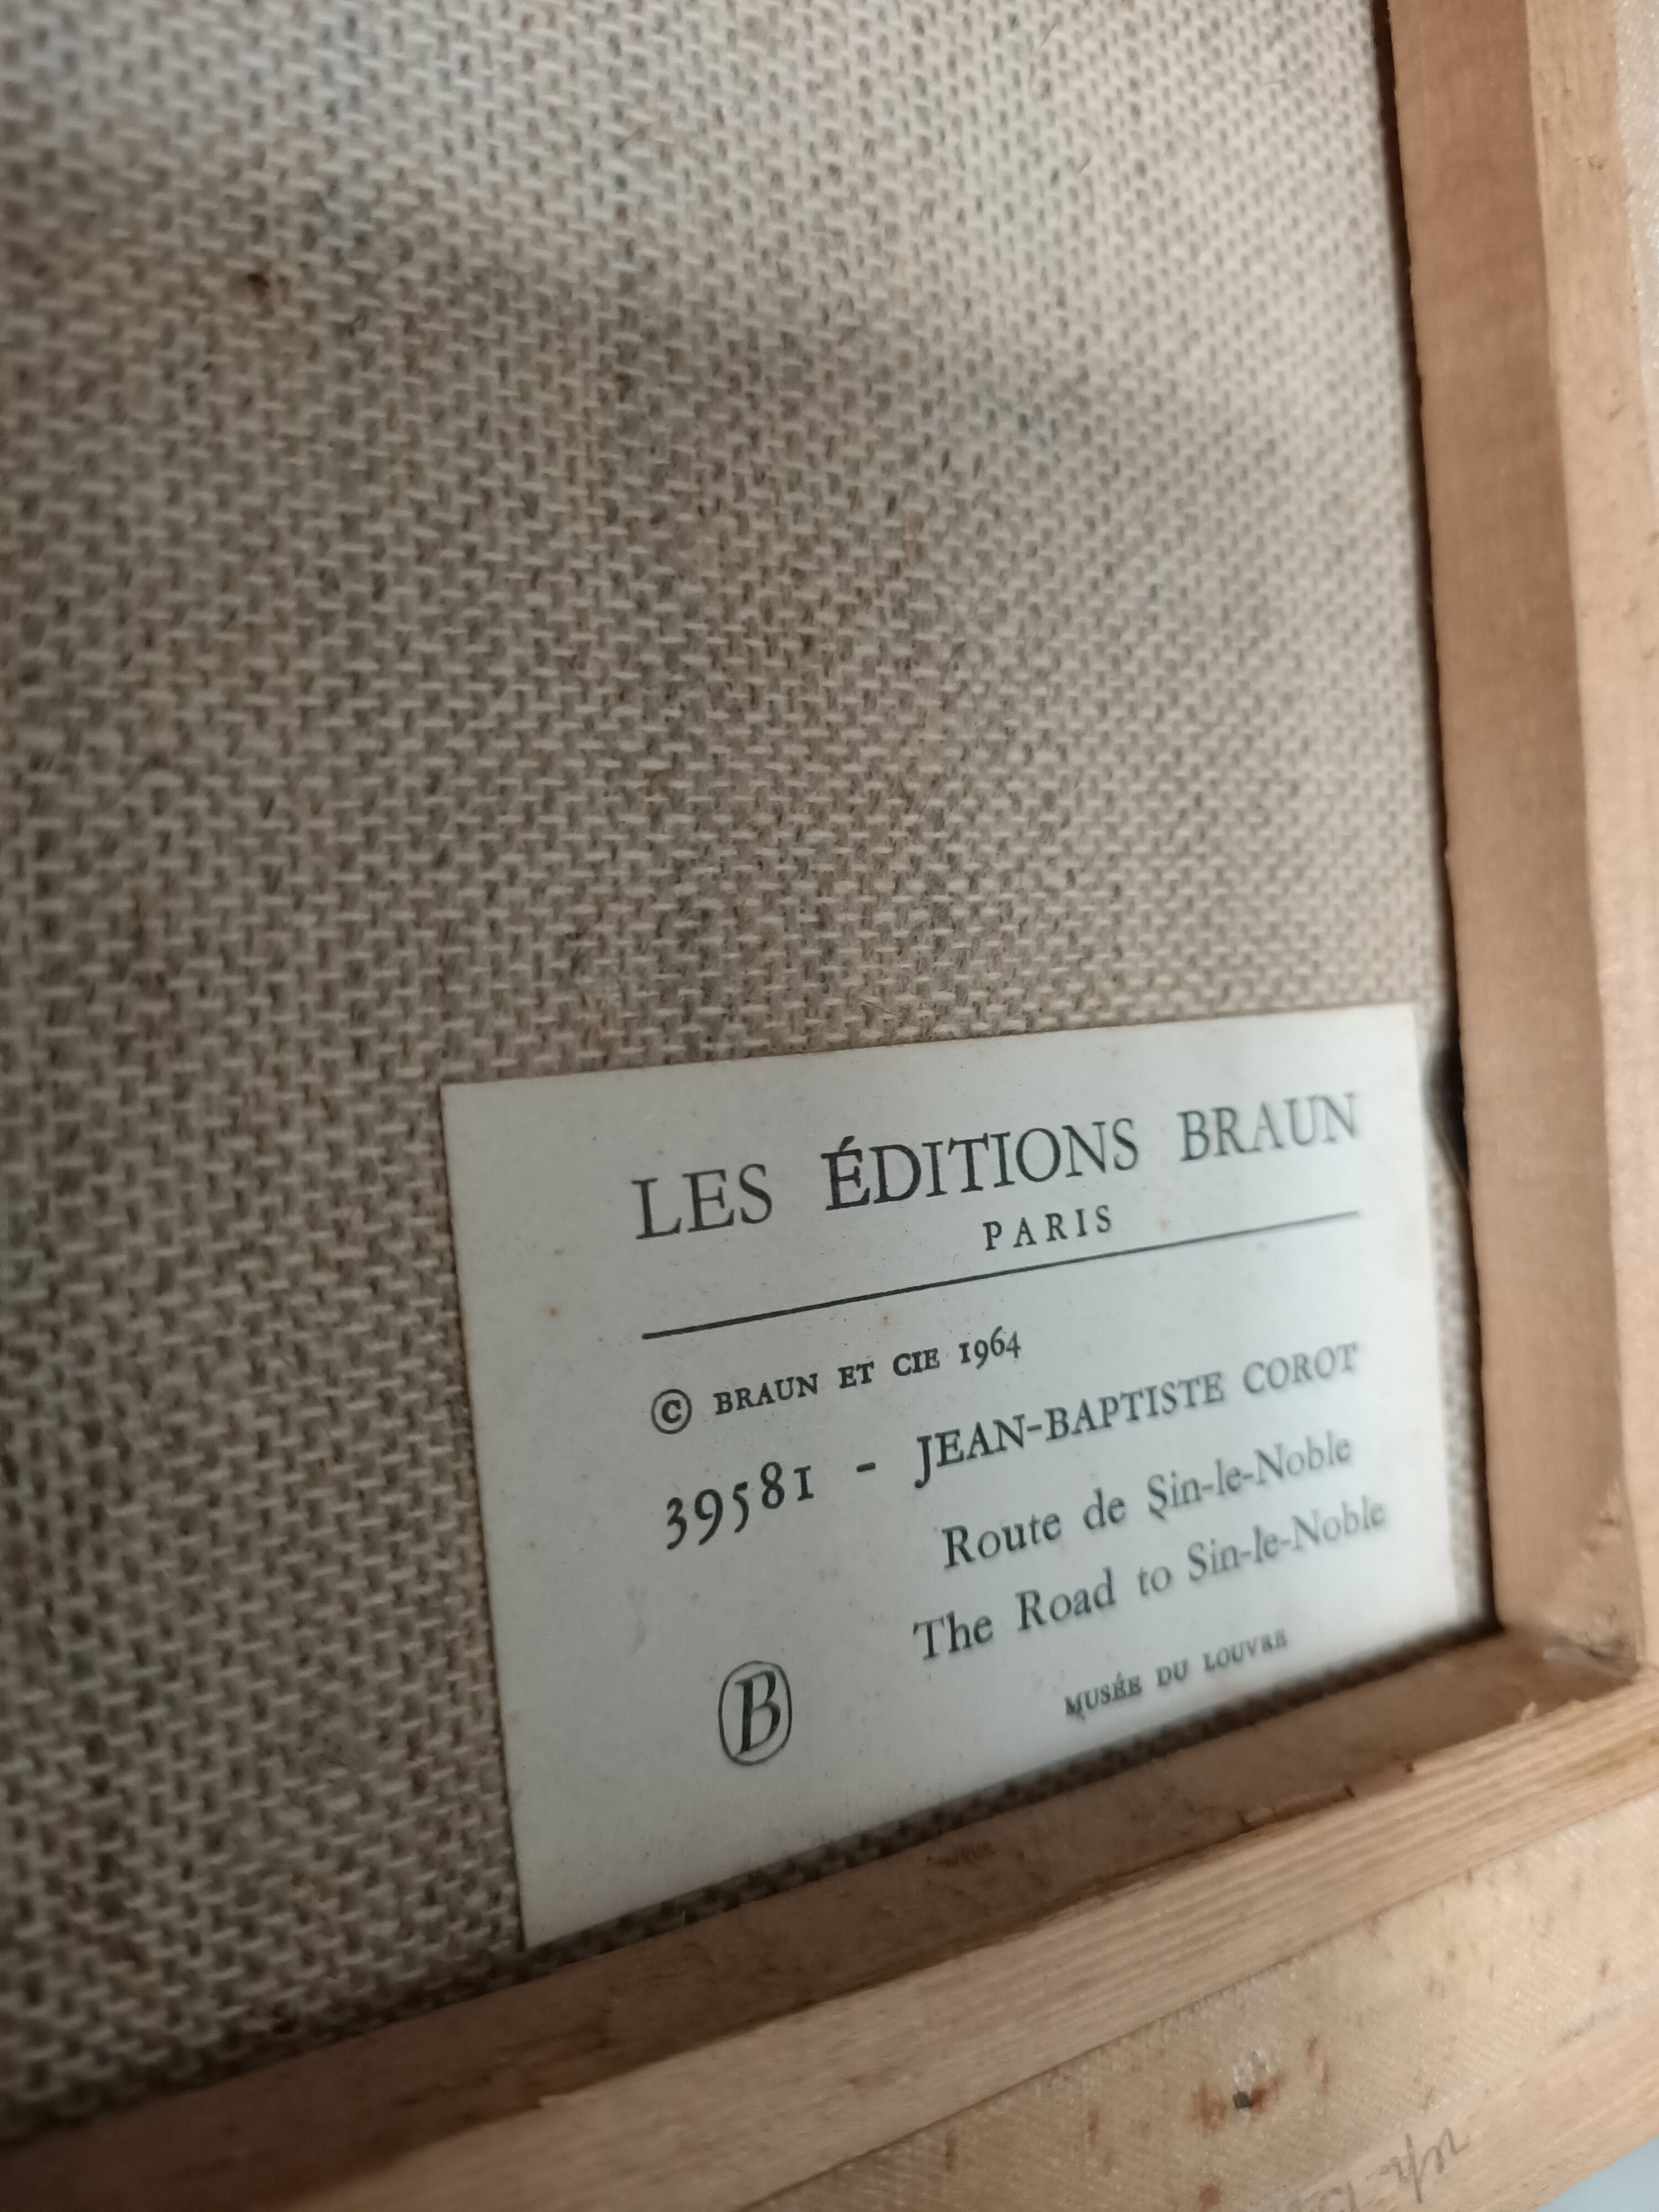 LES ÉDITIONS BRAUN
PARIS
© BRAUN ET CIE 1964
39581 - JEAN-BAPTISTE COROT
Route de Sin-le-Noble
The Road to Sin-le-Noble
MUSÉE DU LOUVRE
B